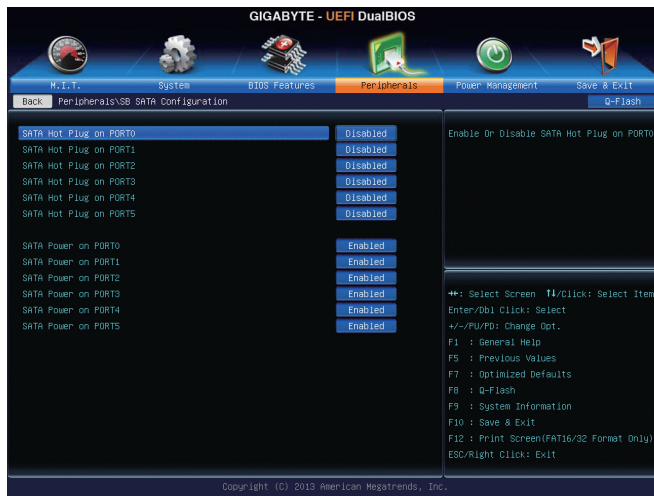 GIGABYTE - UEFI DualBIOS
M.I.T. System BIOS Features Peripherals Power Management Save & Exit
Back Peripherals\SB SATA Configuration Q-Flash
SATA Hot Plug on PORT0 Disabled
SATA Hot Plug on PORT1 Disabled
SATA Hot Plug on PORT2 Disabled
SATA Hot Plug on PORT3 Disabled
SATA Hot Plug on PORT4 Disabled
SATA Hot Plug on PORT5 Disabled
SATA Power on PORT0 Enabled
SATA Power on PORT1 Enabled
SATA Power on PORT2 Enabled
SATA Power on PORT3 Enabled
SATA Power on PORT4 Enabled
SATA Power on PORT5 Enabled
Enable Or Disable SATA Hot Plug on PORT0
→←: Select Screen ↑↓/Click: Select Item
Enter/Dbl Click: Select
+/-/PU/PD: Change Opt.
F1 : General Help
F5 : Previous Values
F7 : Optimized Defaults
F8 : Q-Flash
F9 : System Information
F10 : Save & Exit
F12 : Print Screen(FAT16/32 Format Only)
ESC/Right Click: Exit
Copyright (C) 2013 American Megatrends, Inc.